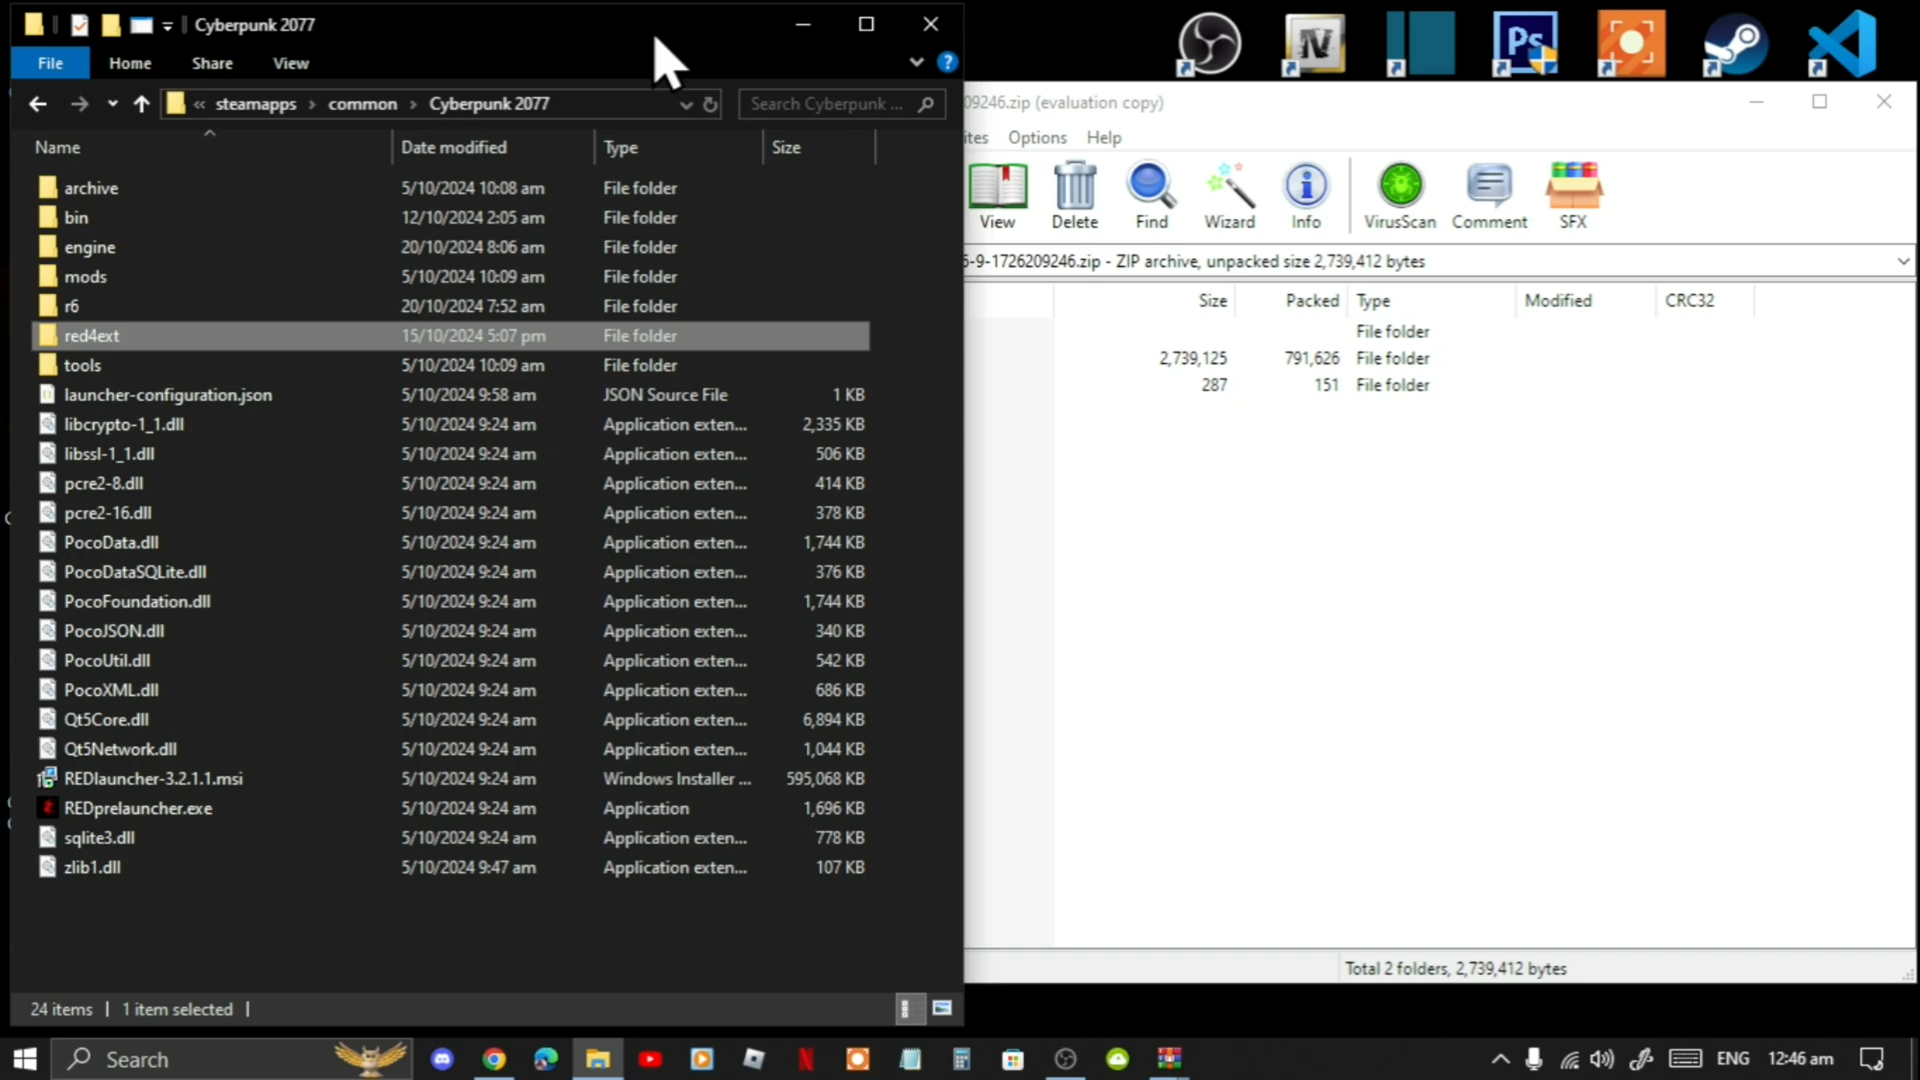 Cyberpunk 2077
File Home Share View
« steamapps › common › Cyberpunk 2077
Search Cyberpunk ...
Name Date modified Type Size
archive 5/10/2024 10:08 am File folder
bin 12/10/2024 2:05 am File folder
engine 20/10/2024 8:06 am File folder
mods 5/10/2024 10:09 am File folder
r6 20/10/2024 7:52 am File folder
red4ext 15/10/2024 5:07 pm File folder
tools 5/10/2024 10:09 am File folder
launcher-configuration.json 5/10/2024 9:58 am JSON Source File 1 KB
libcrypto-1_1.dll 5/10/2024 9:24 am Application exten... 2,335 KB
libssl-1_1.dll 5/10/2024 9:24 am Application exten... 506 KB
pcre2-8.dll 5/10/2024 9:24 am Application exten... 414 KB
pcre2-16.dll 5/10/2024 9:24 am Application exten... 378 KB
PocoData.dll 5/10/2024 9:24 am Application exten... 1,744 KB
PocoDataSQLite.dll 5/10/2024 9:24 am Application exten... 376 KB
PocoFoundation.dll 5/10/2024 9:24 am Application exten... 1,744 KB
PocoJSON.dll 5/10/2024 9:24 am Application exten... 340 KB
PocoUtil.dll 5/10/2024 9:24 am Application exten... 542 KB
PocoXML.dll 5/10/2024 9:24 am Application exten... 686 KB
Qt5Core.dll 5/10/2024 9:24 am Application exten... 6,894 KB
Qt5Network.dll 5/10/2024 9:24 am Application exten... 1,044 KB
REDlauncher-3.2.1.1.msi 5/10/2024 9:24 am Windows Installer ... 595,068 KB
REDprelauncher.exe 5/10/2024 9:24 am Application 1,696 KB
sqlite3.dll 5/10/2024 9:24 am Application exten... 778 KB
zlib1.dll 5/10/2024 9:47 am Application exten... 107 KB
24 items 1 item selected
Ps
09246.zip (evaluation copy)
ites Options Help
View Delete Find Wizard Info VirusScan Comment SFX
5-9-1726209246.zip - ZIP archive, unpacked size 2,739,412 bytes
Size Packed Type Modified CRC32
File folder
2,739,125 791,626 File folder
287 151 File folder
Total 2 folders, 2,739,412 bytes
Search
ENG 12:46 am